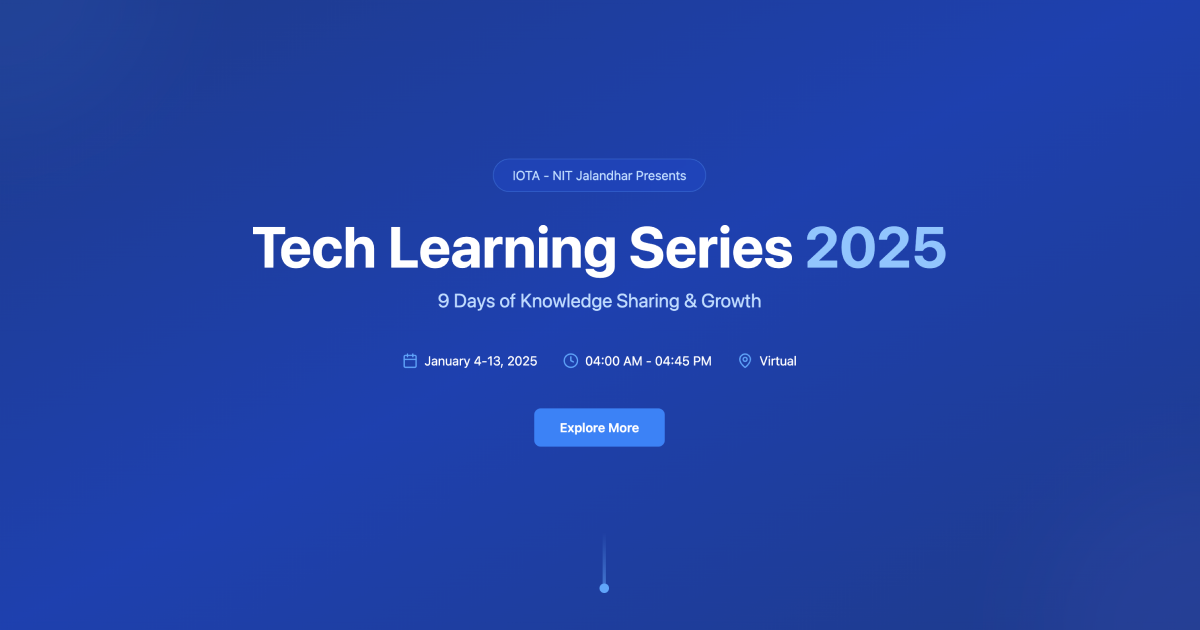 IOTA - NIT Jalandhar Presents
Tech Learning Series 2025
9 Days of Knowledge Sharing & Growth
January 4-13, 2025 04:00 AM - 04:45 PM Virtual
Explore More